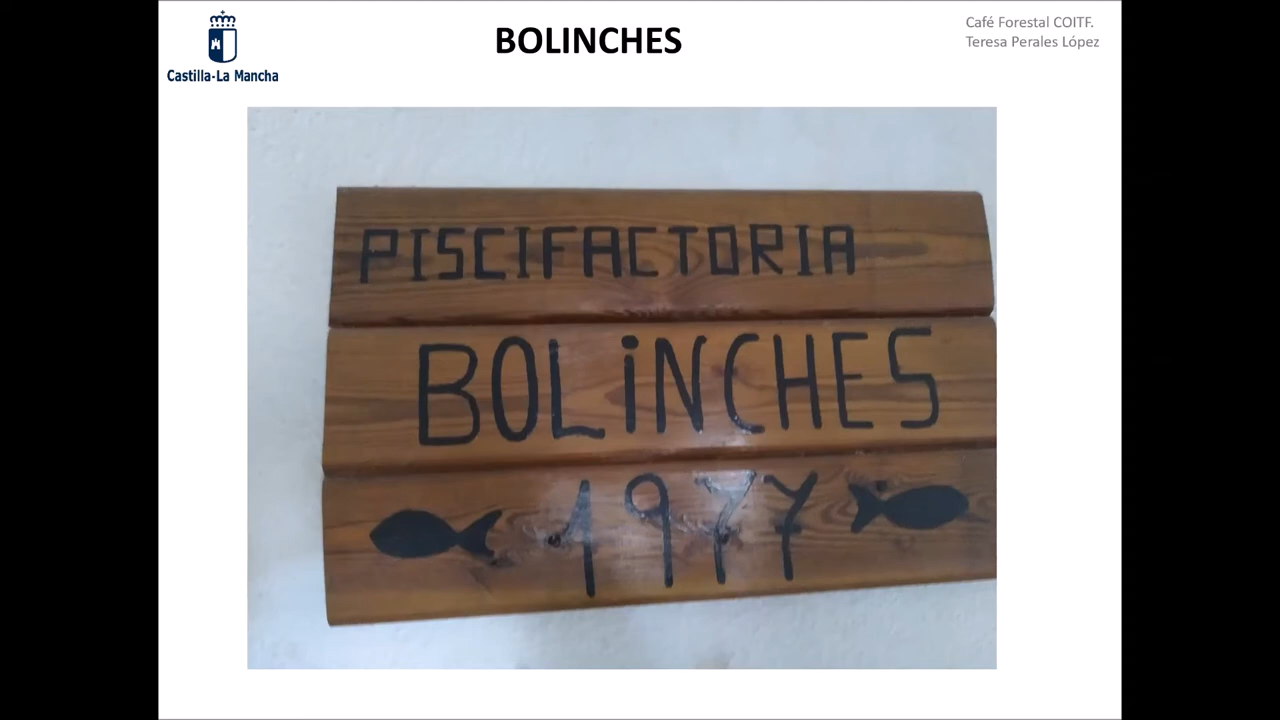 Castilla-La Mancha
BOLINCHES
Café Forestal COITF.
Teresa Perales López
PISCIFACTORIA
BOLiNCHES
1977